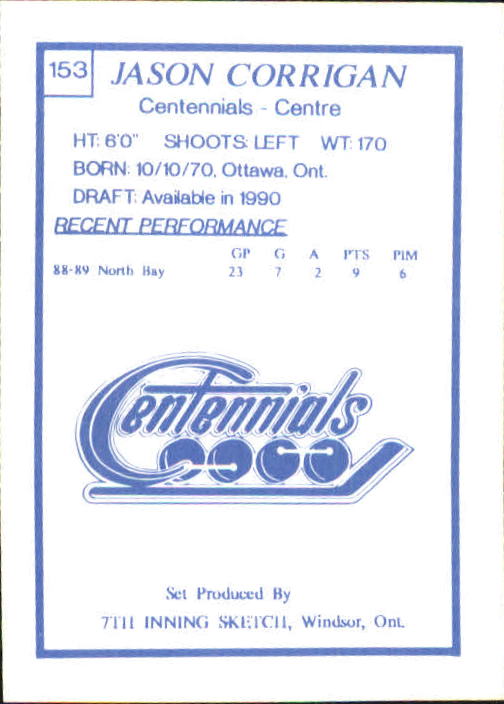 153
JASON CORRIGAN
Centennials - Centre
HT: 6'0" SHOOTS: LEFT WT: 170
BORN: 10/10/70, Ottawa, Ont.
DRAFT: Available in 1990
RECENT PERFORMANCE
GP G A PTS PIM
88-89 North Bay 23 7 2 9 6
Centennials
Set Produced By
7TH INNING SKETCH, Windsor, Ont.